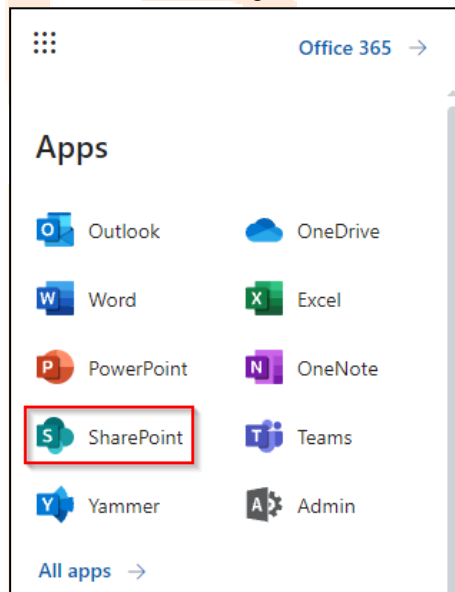 Office 365 →
Apps
Outlook OneDrive
Word Excel
PowerPoint OneNote
SharePoint Teams
Yammer Admin
All apps →